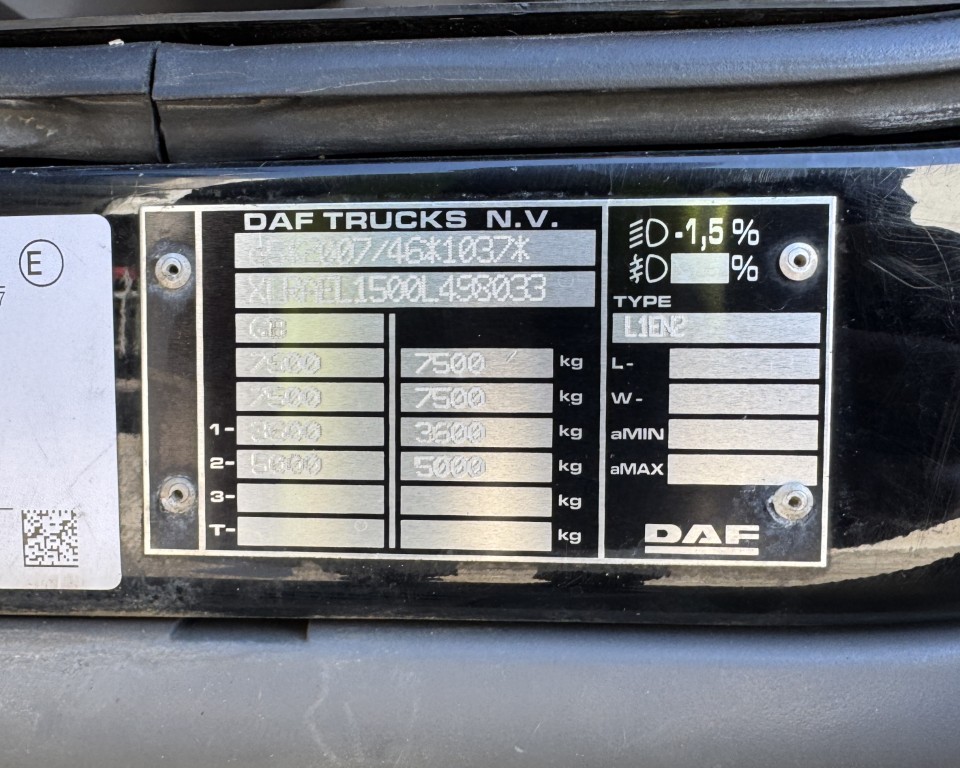 E
7
DAF TRUCKS N.V.
*2007/46*1037*
XLRAEL1500L498033
GB
7500 7500 kg
7500 7500 kg
1- 3600 3600 kg
2- 5000 5000 kg
3- kg
T- kg
-1,5 %
%
TYPE
L1EN2
L-
W-
aMIN
aMAX
DAF